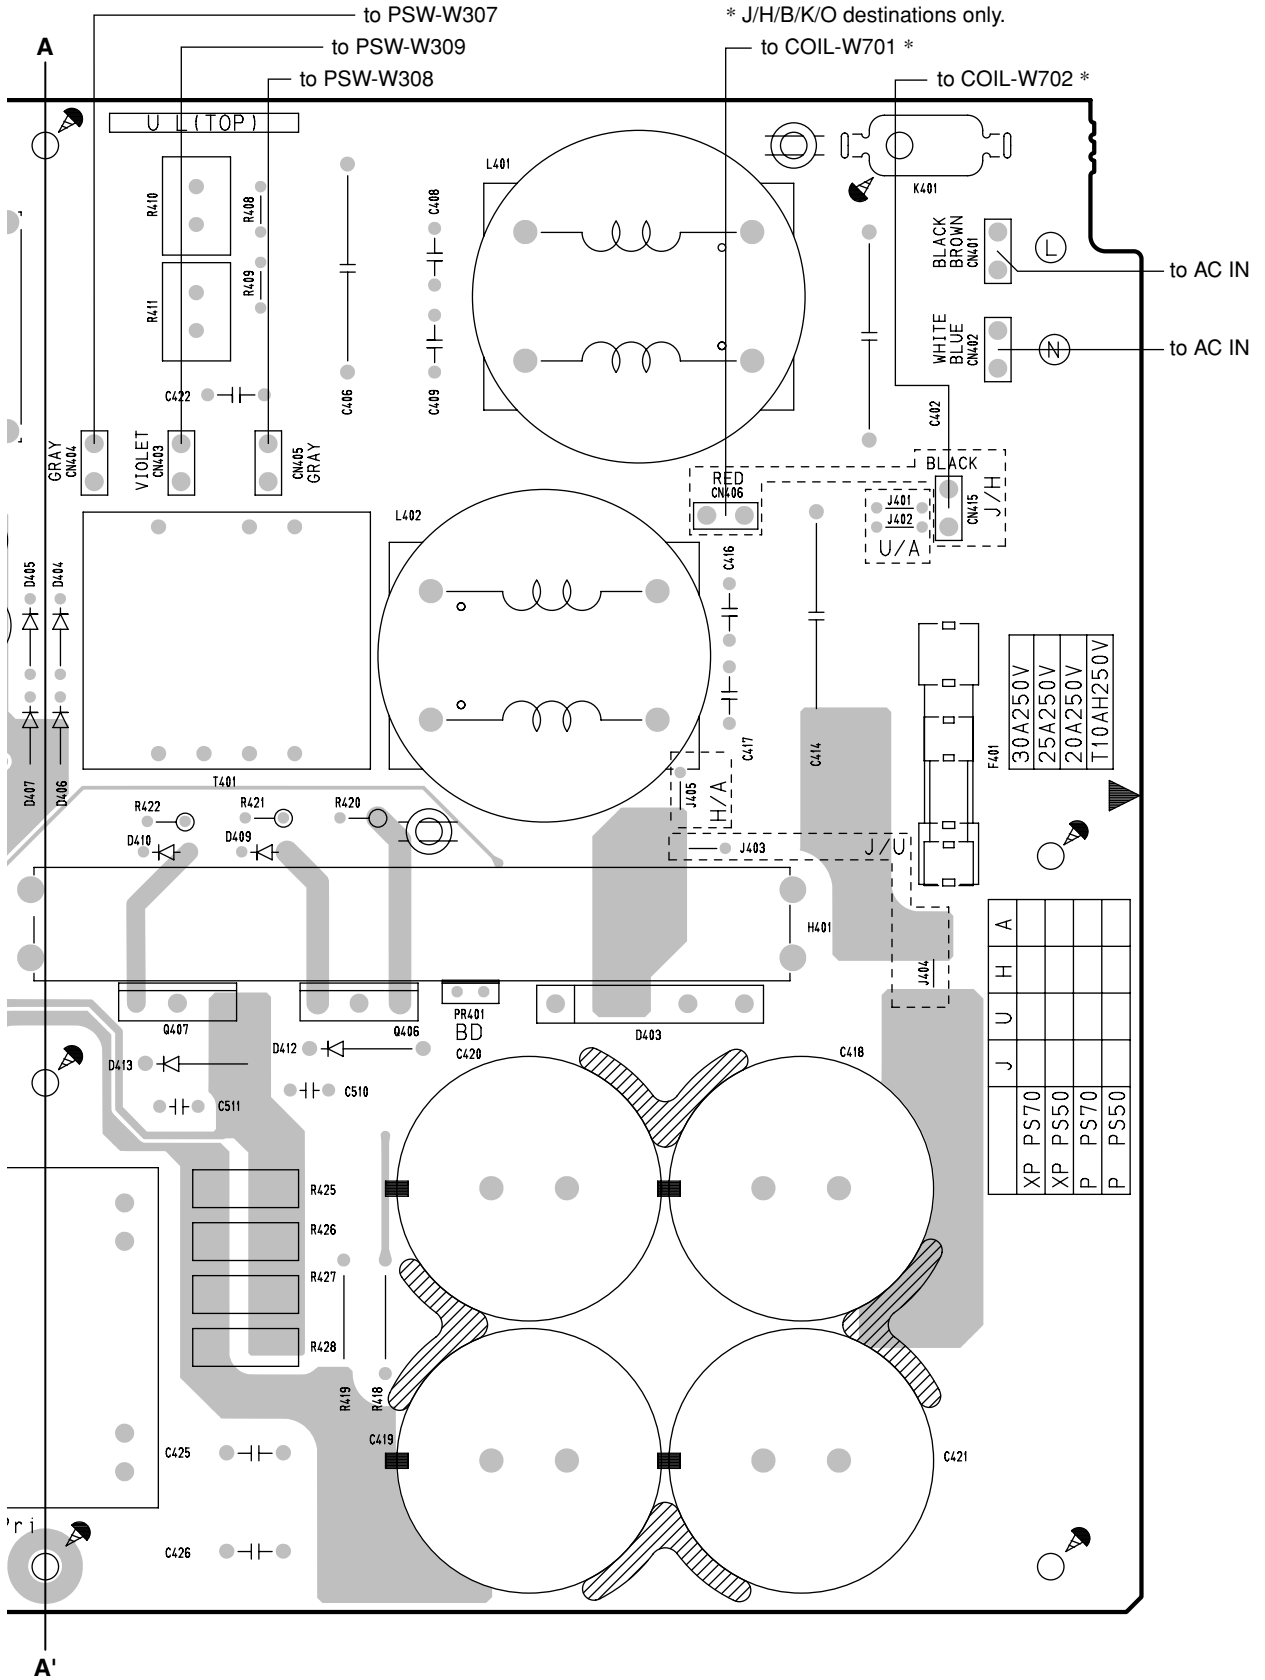 to PSW-W307
* J/H/B/K/O destinations only.
A
to PSW-W309
to COIL-W701 *
to PSW-W308
to COIL-W702 *
U L(TOP)
L401
K401
R410
R408
C408
BLACK
BROWN
CN401
L
to AC IN
R411
R409
WHITE
BLUE
CN402
N
to AC IN
C422
C406
C409
C402
GRAY
CN404
VIOLET
CN403
CN405
GRAY
BLACK
RED
CN406
J401
J402
U/A
CN415
J/H
L402
C416
D405
D404
30A250V
25A250V
20A250V
T10AH250V
F401
C417
C414
D407
D406
T401
J405
H/A
R422
R421
R420
D410
D409
J403
J/U
H401
J404
A
H
U
J
XP PS70
XP PS50
P PS70
P PS50
Q407
Q406
PR401
BD
D403
D413
D412
C420
C418
C511
C510
R425
R426
R427
R428
R419
R418
C419
C425
C421
Pri
C426
A'